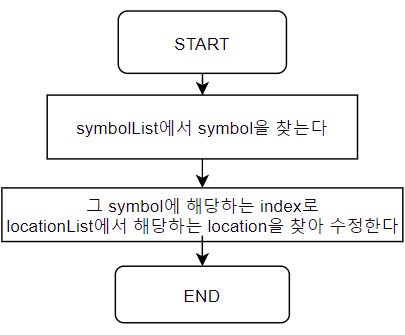 START
symbolList에서 symbol을 찾는다
그 symbol에 해당하는 index로
locationList에서 해당하는 location을 찾아 수정한다
END